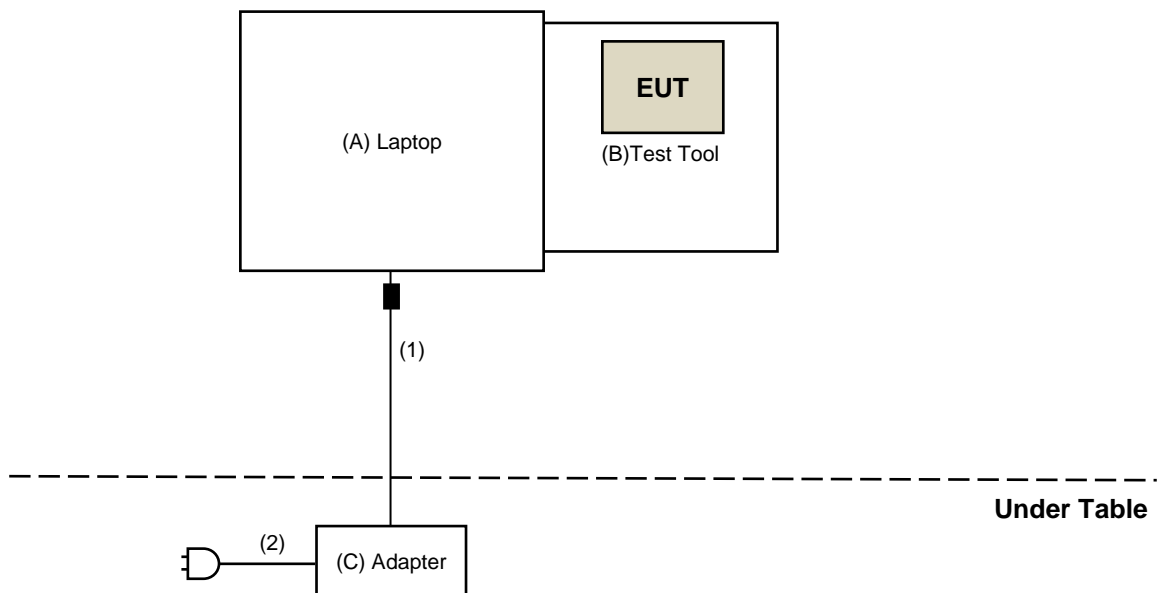 EUT
(A) Laptop
(B)Test Tool
(1)
Under Table
(2)
(C) Adapter